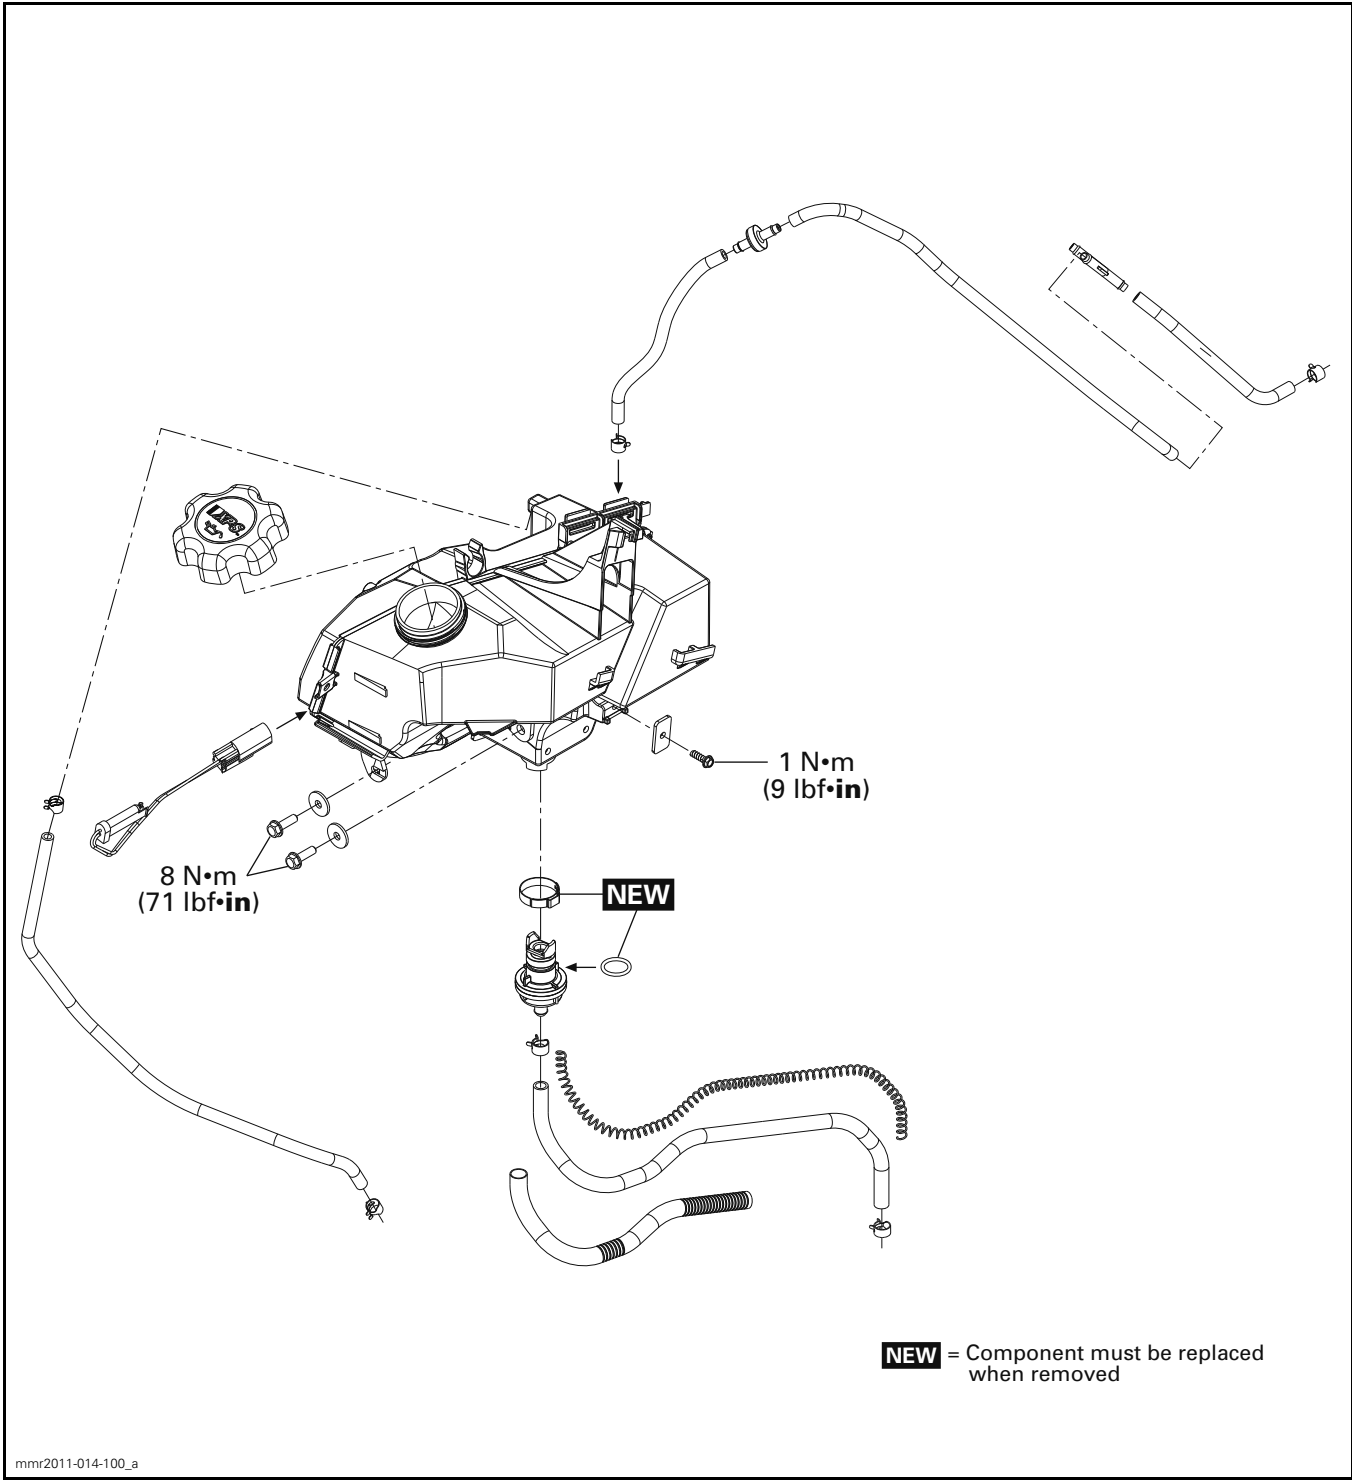 XPS
1 N•m
(9 lbf•in)
8 N•m
(71 lbf•in)
NEW
NEW = Component must be replaced
when removed
mmr2011-014-100_a